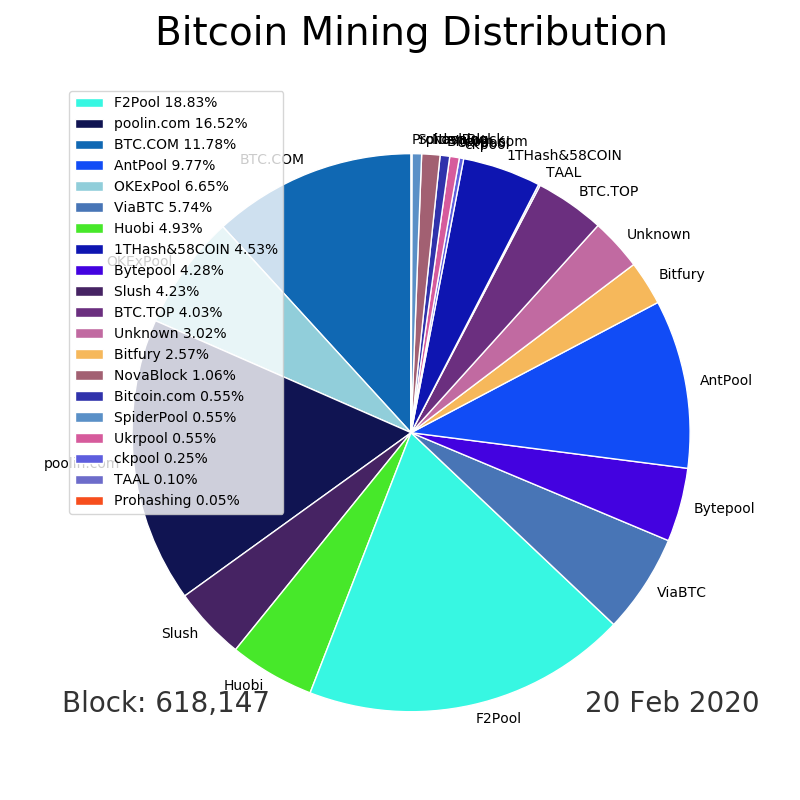 Bitcoin Mining Distribution
F2Pool 18.83%
poolin.com 16.52%
BTC.COM 11.78%
AntPool 9.77%
OKExPool 6.65%
ViaBTC 5.74%
Huobi 4.93%
1THash&58COIN 4.53%
Bytepool 4.28%
Slush 4.23%
BTC.TOP 4.03%
Unknown 3.02%
Bitfury 2.57%
NovaBlock 1.06%
Bitcoin.com 0.55%
SpiderPool 0.55%
Ukrpool 0.55%
ckpool 0.25%
TAAL 0.10%
Prohashing 0.05%
BTC.COM
OKExPool
poolin.com
Slush
Huobi
F2Pool
ViaBTC
Bytepool
AntPool
Bitfury
Unknown
BTC.TOP
TAAL
1THash&58COIN
ckpool
Block: 618,147
20 Feb 2020